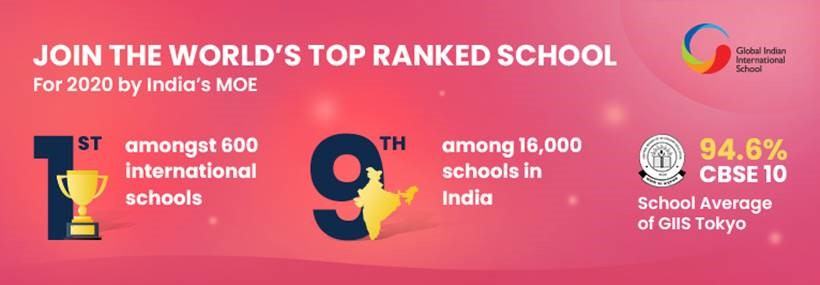 JOIN THE WORLD'S TOP RANKED SCHOOL
For 2020 by India's MOE
Global Indian
International
School
1ST
amongst 600
international
schools
9TH
among 16,000
schools in
India
94.6%
CBSE 10
School Average
of GIIS Tokyo